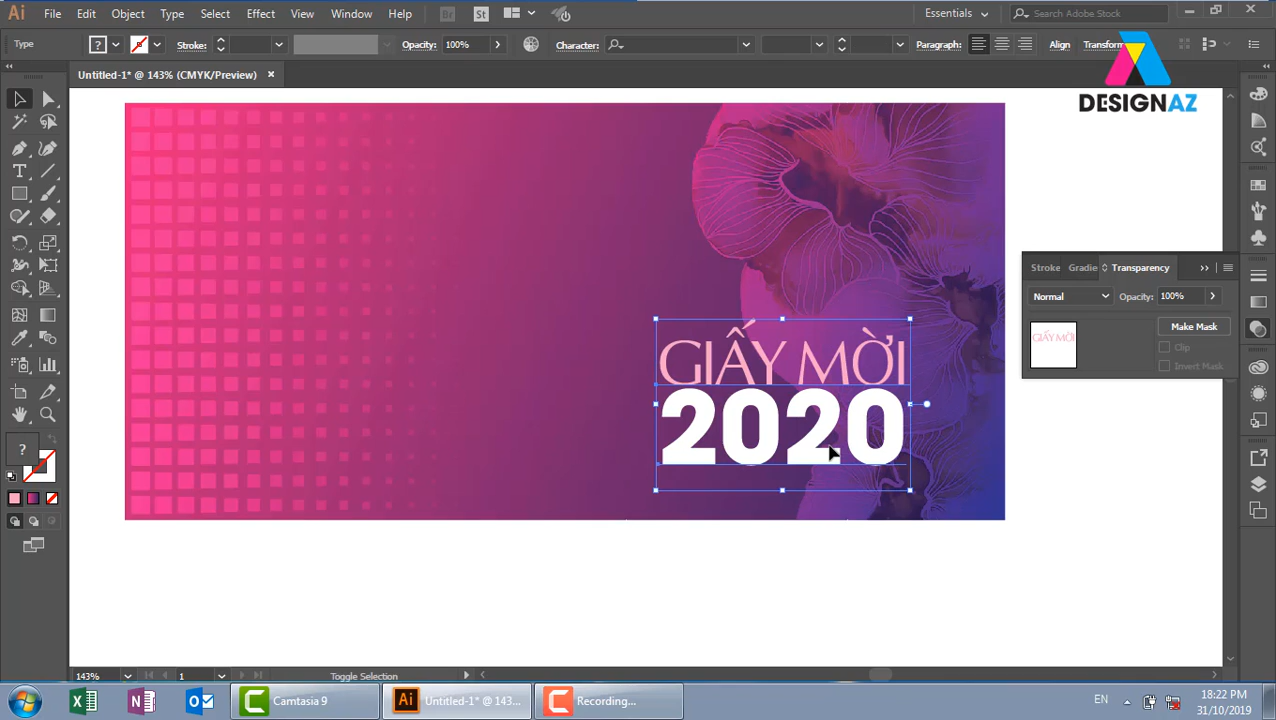 Ai File Edit Object Type Select Effect View Window Help Br St Essentials Search Adobe Stock
Type ? Stroke: Opacity: 100% Character: Paragraph: Align Transform
Untitled-1* @ 143% (CMYK/Preview)
DESIGNAZ
Stroke Gradie Transparency
Normal Opacity: 100%
Make Mask
Clip
Invert Mask
GIẤY MỜI
GIẤY MỜI
2020
?
143% 1 Toggle Selection
Camtasia 9 Ai Untitled-1* @ 143... Recording... EN 18:22 PM
31/10/2019